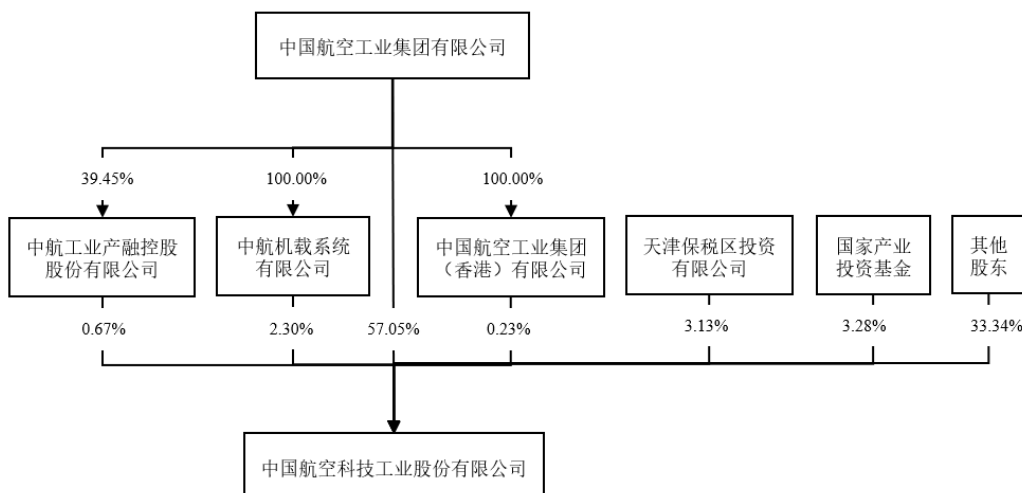 中国航空工业集团有限公司
39.45%
100.00%
100.00%
中航工业产融控股
股份有限公司
中航机载系统
有限公司
中国航空工业集团
（香港）有限公司
天津保税区投资
有限公司
国家产业
投资基金
其他
股东
0.67%
2.30%
57.05%
0.23%
3.13%
3.28%
33.34%
中国航空科技工业股份有限公司